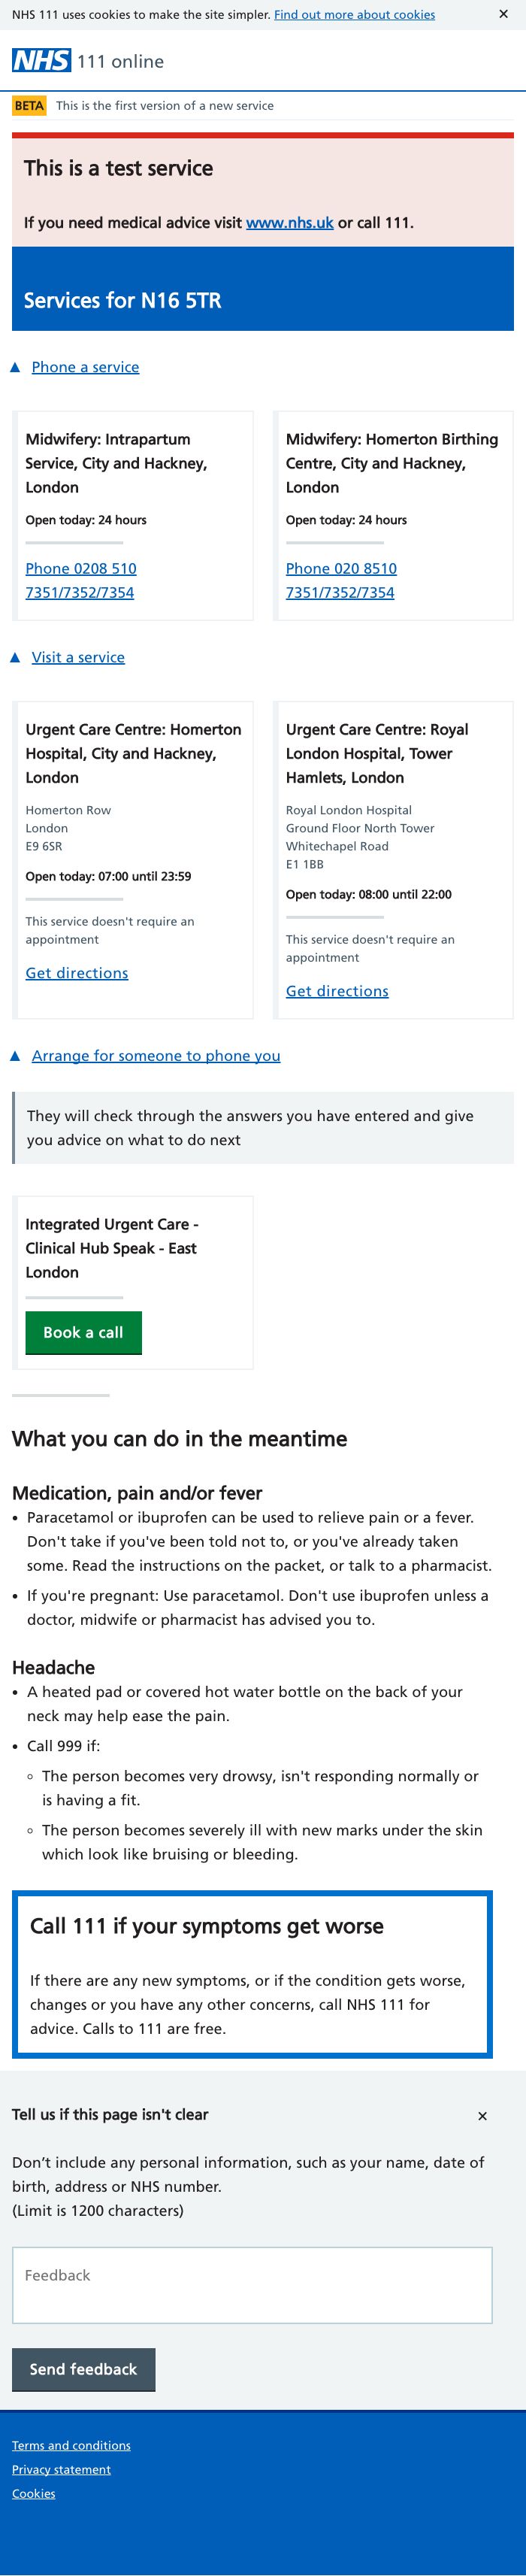 NHS 111 uses cookies to make the site simpler. Find out more about cookies ✕
NHS 111 online
BETA This is the first version of a new service
This is a test service
If you need medical advice visit www.nhs.uk or call 111.
Services for N16 5TR
Phone a service
Midwifery: Intrapartum
Service, City and Hackney,
London
Open today: 24 hours
Phone 0208 510
7351/7352/7354
Midwifery: Homerton Birthing
Centre, City and Hackney,
London
Open today: 24 hours
Phone 020 8510
7351/7352/7354
Visit a service
Urgent Care Centre: Homerton
Hospital, City and Hackney,
London
Homerton Row
London
E9 6SR
Open today: 07:00 until 23:59
This service doesn't require an
appointment
Get directions
Urgent Care Centre: Royal
London Hospital, Tower
Hamlets, London
Royal London Hospital
Ground Floor North Tower
Whitechapel Road
E1 1BB
Open today: 08:00 until 22:00
This service doesn't require an
appointment
Get directions
Arrange for someone to phone you
They will check through the answers you have entered and give
you advice on what to do next
Integrated Urgent Care -
Clinical Hub Speak - East
London
Book a call
What you can do in the meantime
Medication, pain and/or fever
• Paracetamol or ibuprofen can be used to relieve pain or a fever.
Don't take if you've been told not to, or you've already taken
some. Read the instructions on the packet, or talk to a pharmacist.
• If you're pregnant: Use paracetamol. Don't use ibuprofen unless a
doctor, midwife or pharmacist has advised you to.
Headache
• A heated pad or covered hot water bottle on the back of your
neck may help ease the pain.
• Call 999 if:
◦ The person becomes very drowsy, isn't responding normally or
is having a fit.
◦ The person becomes severely ill with new marks under the skin
which look like bruising or bleeding.
Call 111 if your symptoms get worse
If there are any new symptoms, or if the condition gets worse,
changes or you have any other concerns, call NHS 111 for
advice. Calls to 111 are free.
Tell us if this page isn't clear ✕
Don’t include any personal information, such as your name, date of
birth, address or NHS number.
(Limit is 1200 characters)
Feedback
Send feedback
Terms and conditions
Privacy statement
Cookies